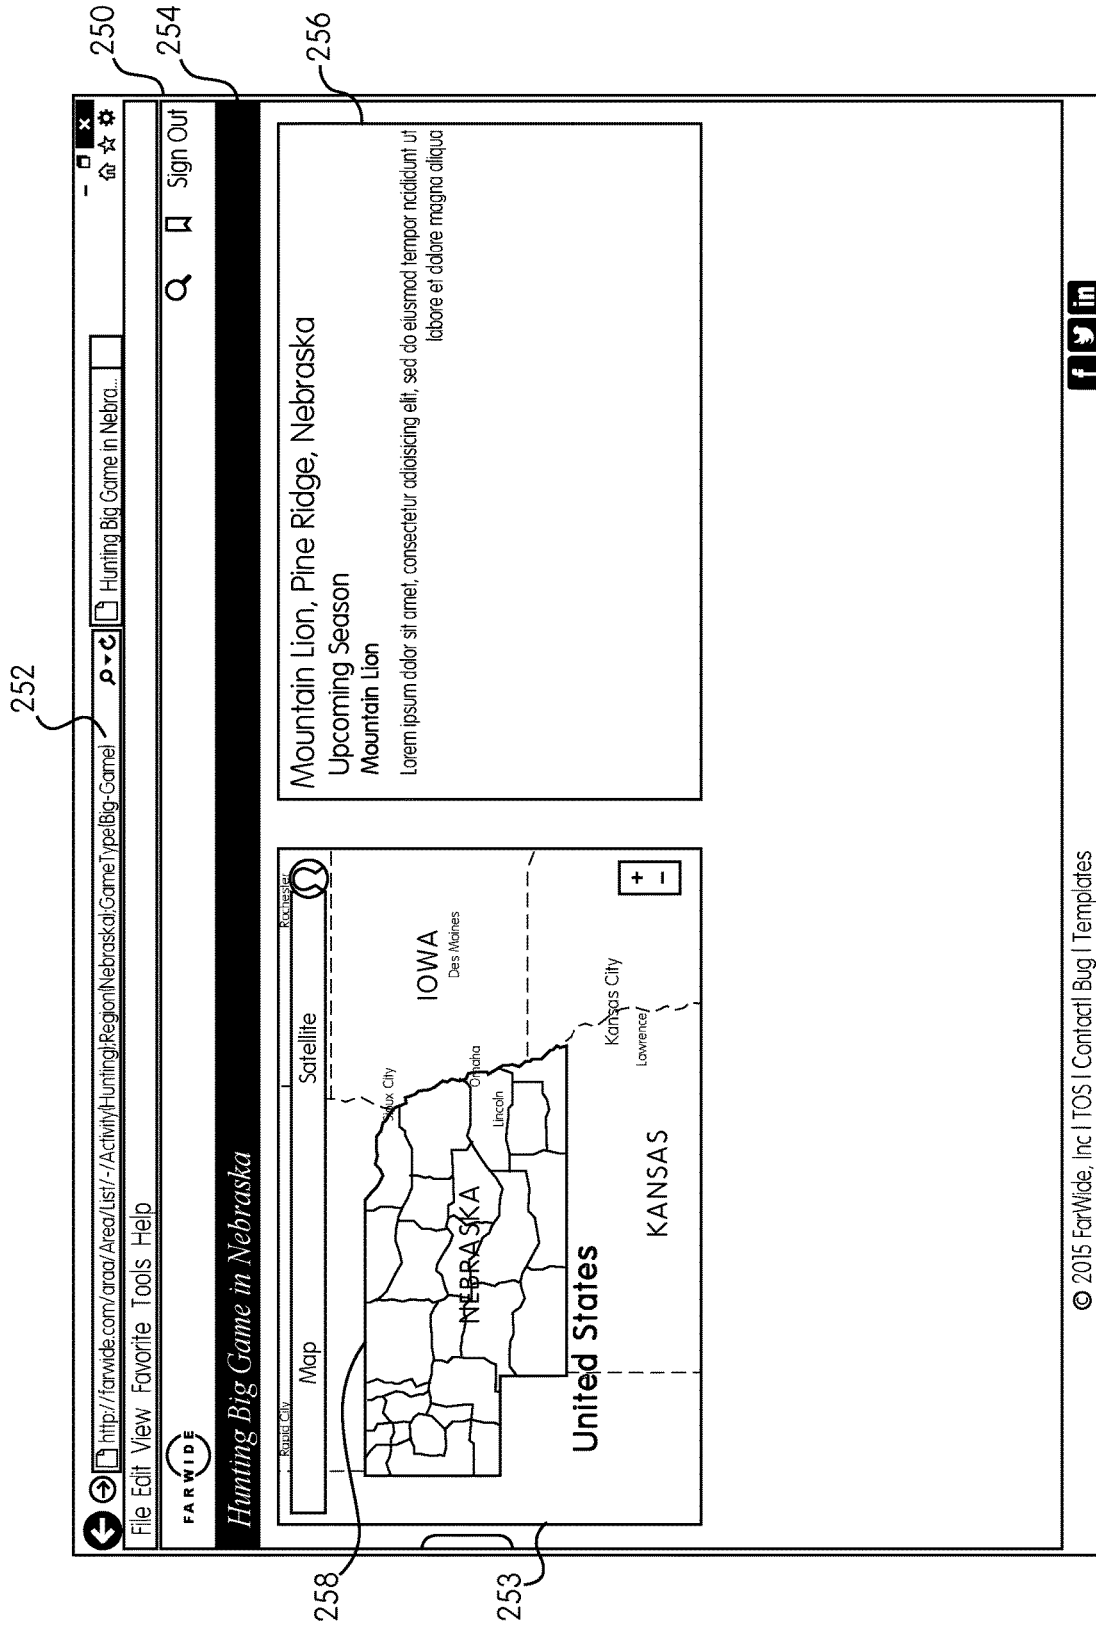 250
252
254
http://farwide.com/araa/Area/List/-/Activity(Hunting);Region(Nebraska);GameType(Big-Game)
Hunting Big Game in Nebra...
File Edit View Favorite Tools Help
FARWIDE
Sign Out
Hunting Big Game in Nebraska
256
258
253
Rapid City
Rochester
Map
Satellite
Sioux City
IOWA
Des Moines
Omaha
NEBRASKA
Lincoln
United States
Kansas City
Lawrence
KANSAS
+
−
Mountain Lion, Pine Ridge, Nebraska
Upcoming Season
Mountain Lion
Lorem ipsum dolor sit amet, consectetur adioisicing elit, sed do eiusmod tempor ncididunt ut
labore et dolore magna aliqua
© 2015 FarWide, Inc | TOS | Contact| Bug | Templates
f in